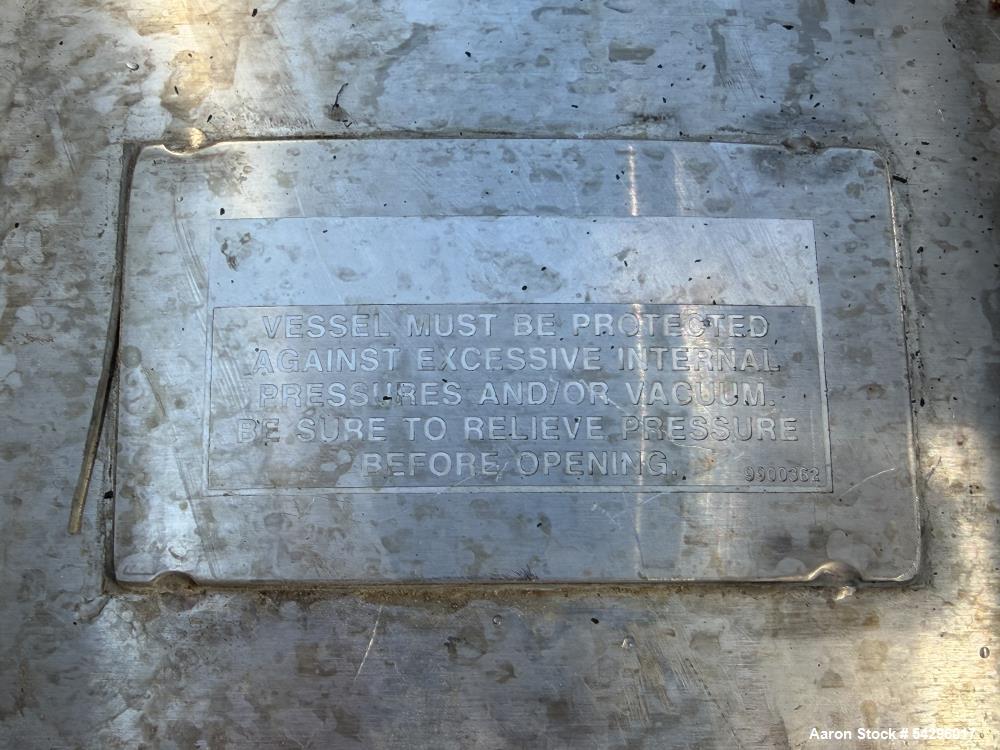 VESSEL MUST BE PROTECTED
AGAINST EXCESSIVE INTERNAL
PRESSURES AND/OR VACUUM.
BE SURE TO RELIEVE PRESSURE
BEFORE OPENING.
9900362
Aaron Stock #